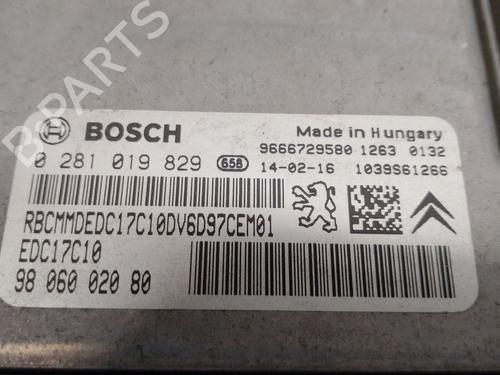 B-PARTS
BOSCH
Made in Hungary
0 281 019 829 658
9666729580 1263 0132
14-02-16 1039S61266
RBCMMDEDC17C10DV6D97CEM01
EDC17C10
98 060 020 80